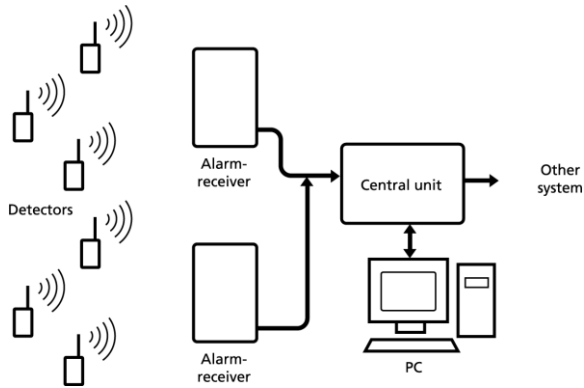 Alarm-
receiver
Central unit
Other
system
Detectors
Alarm-
receiver
PC